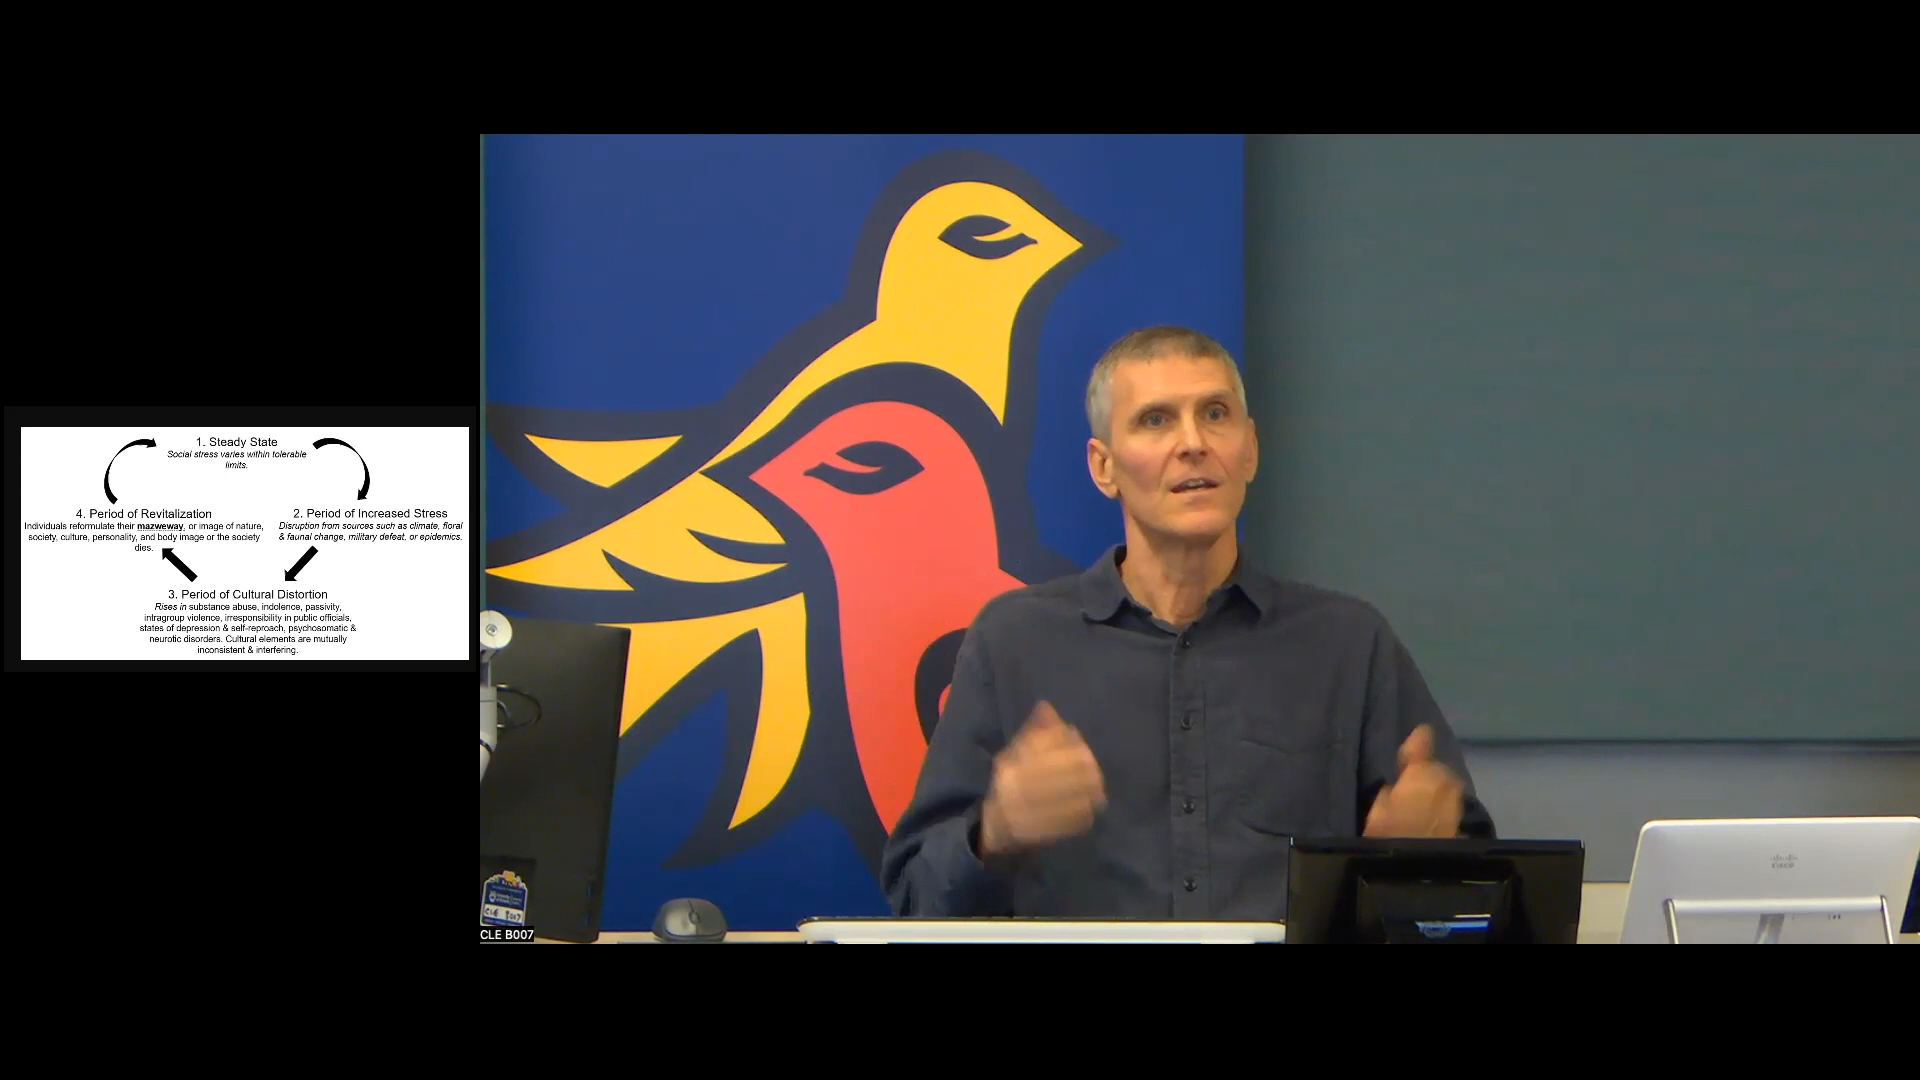 1. Steady State
Social stress varies within tolerable
limits.
4. Period of Revitalization
Individuals reformulate their mazweway, or image of nature,
society, culture, personality, and body image or the society
dies.
2. Period of Increased Stress
Disruption from sources such as climate, floral
& faunal change, military defeat, or epidemics.
3. Period of Cultural Distortion
Rises in substance abuse, indolence, passivity,
intragroup violence, irresponsibility in public officials,
states of depression & self-reproach, psychosomatic &
neurotic disorders. Cultural elements are mutually
inconsistent & interfering.
CLE B007
CISCO